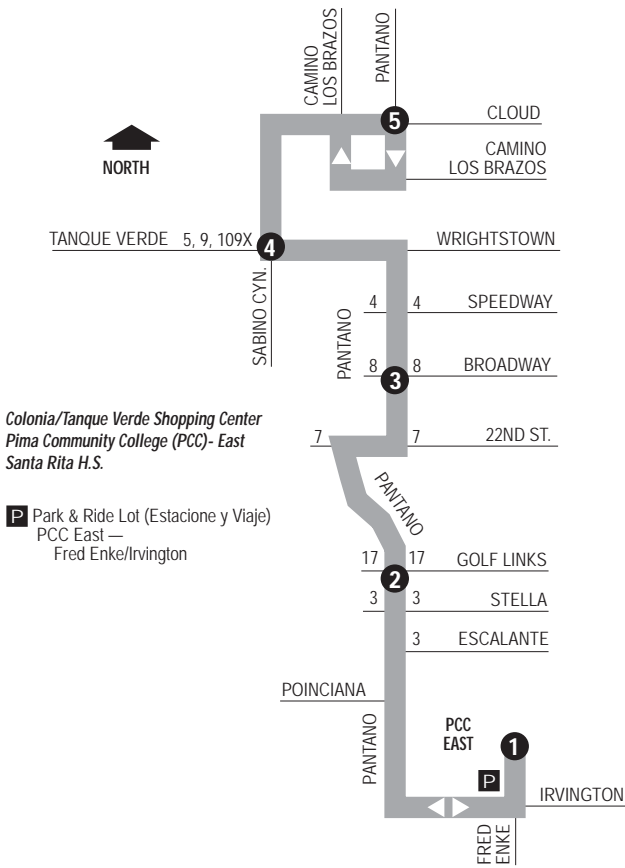 CAMINO
LOS BRAZOS
PANTANO
5
CLOUD
NORTH
CAMINO
LOS BRAZOS
TANQUE VERDE 5, 9, 109X 4
WRIGHTSTOWN
SABINO CYN.
4 4 SPEEDWAY
PANTANO
8 3 8 BROADWAY
Colonia/Tanque Verde Shopping Center
Pima Community College (PCC)- East
Santa Rita H.S.
7 7 22ND ST.
PANTANO
P Park & Ride Lot (Estacione y Viaje)
PCC East —
Fred Enke/Irvington
17 17 GOLF LINKS
2
3 3 STELLA
3 ESCALANTE
POINCIANA
PANTANO
PCC
EAST
1
P
IRVINGTON
FRED
ENKE